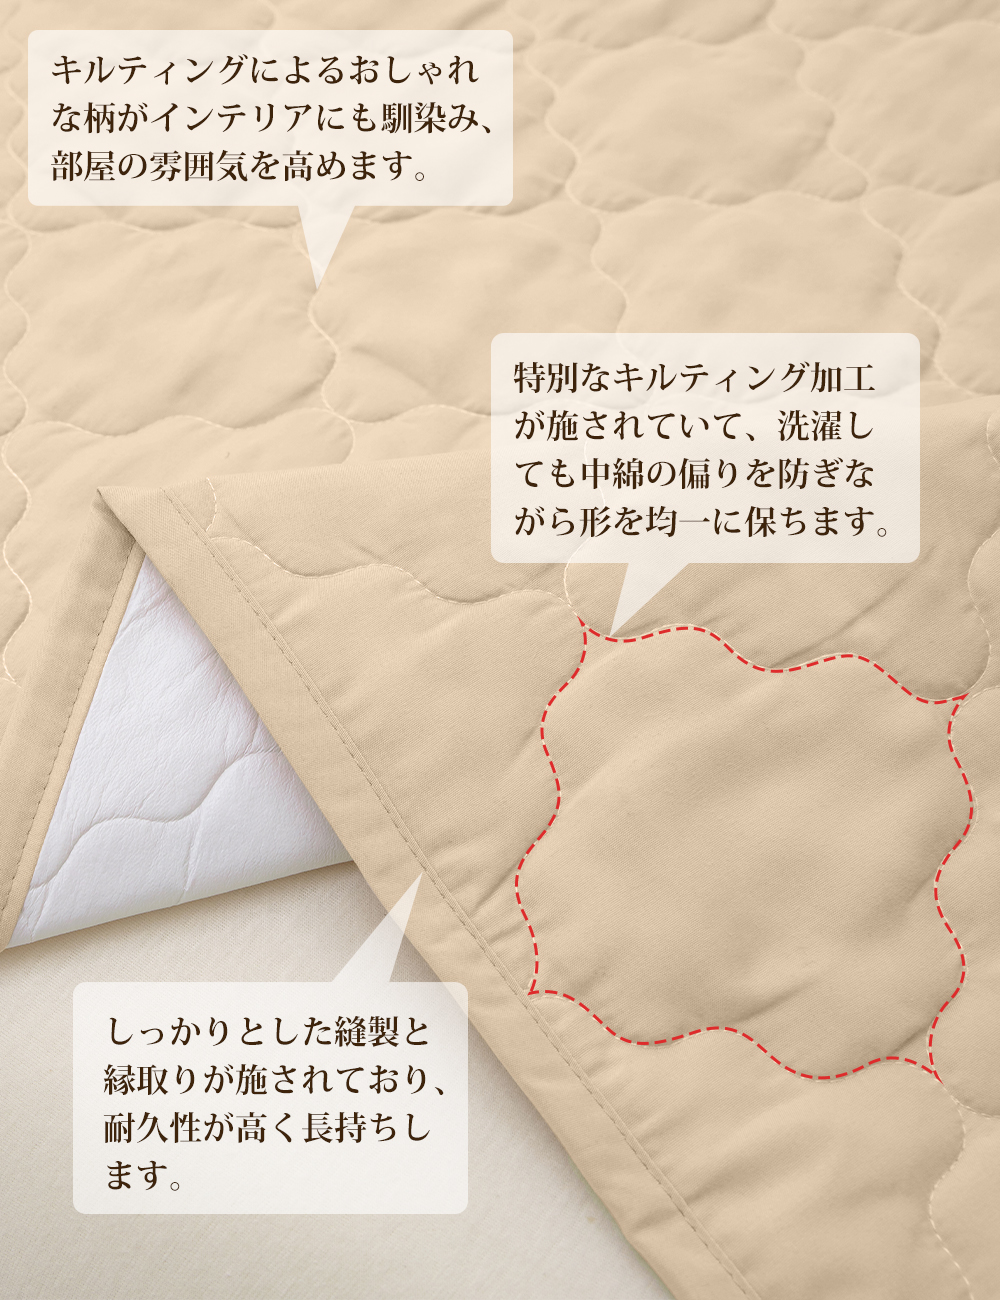 キルティングによるおしゃれ
な柄がインテリアにも馴染み、
部屋の雰囲気を高めます。
特別なキルティング加工
が施されていて、洗濯し
ても中綿の偏りを防ぎな
がら形を均一に保ちます。
しっかりとした縫製と
縁取りが施されており、
耐久性が高く長持ちし
ます。